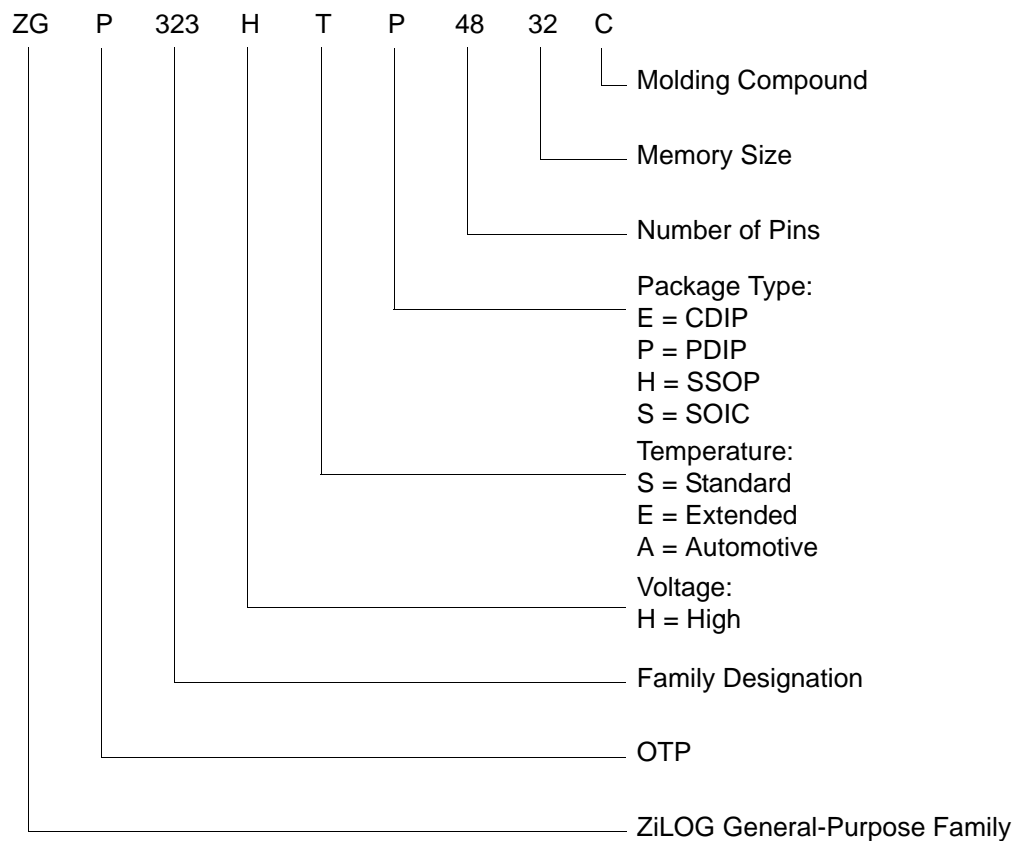 ZG P 323 H T P 48 32 C
Molding Compound
Memory Size
Number of Pins
Package Type:
E = CDIP
P = PDIP
H = SSOP
S = SOIC
Temperature:
S = Standard
E = Extended
A = Automotive
Voltage:
H = High
Family Designation
OTP
ZiLOG General-Purpose Family